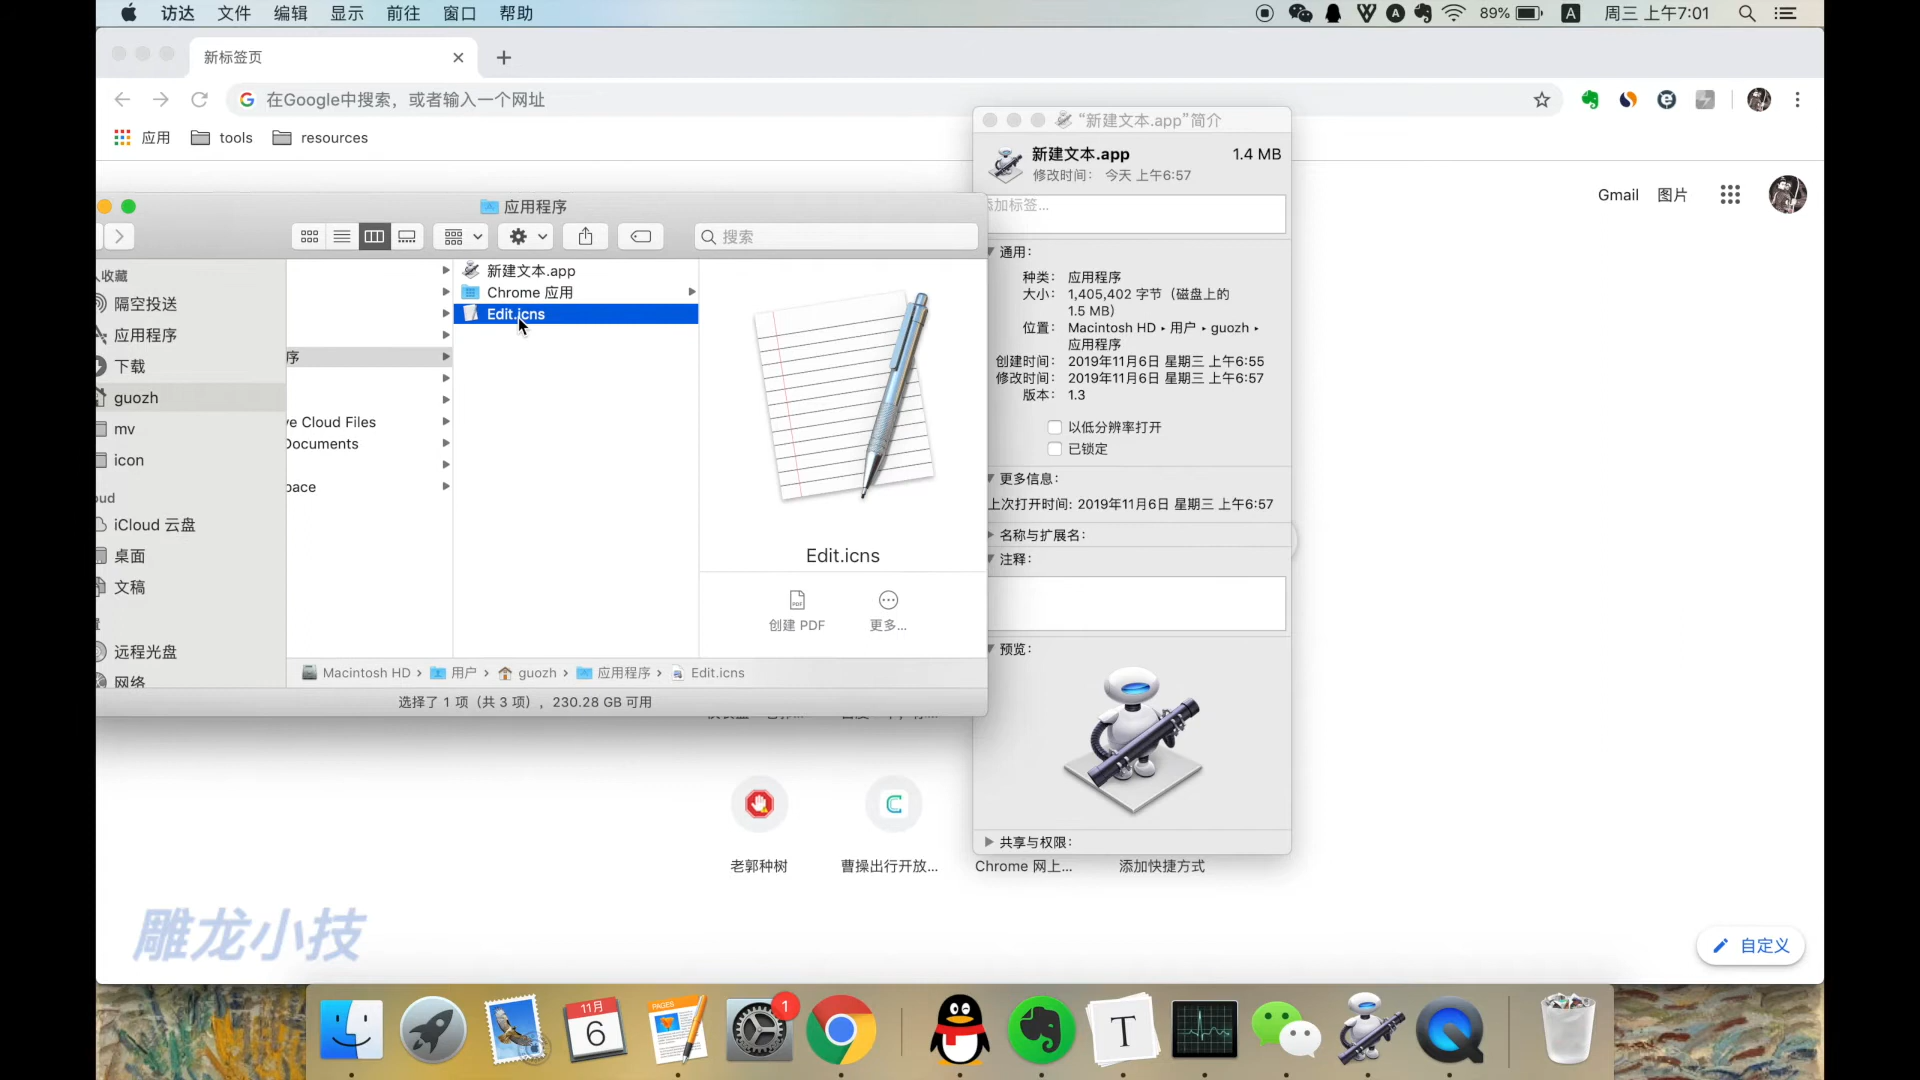 访达 文件 编辑 显示 前往 窗口 帮助 89% A 周三 上午7:01
新标签页
在Google中搜索，或者输入一个网址
应用 tools resources
Gmail 图片
应用程序
搜索
收藏
隔空投送
应用程序
下载
guozh
mv
icon
oud
iCloud 云盘
桌面
文稿
远程光盘
网络
序
ve Cloud Files
Documents
pace
新建文本.app
Chrome 应用
Edit.icns
Edit.icns
创建 PDF 更多...
Macintosh HD › 用户 › guozh › 应用程序 › Edit.icns
选择了 1 项（共 3 项），230.28 GB 可用
“新建文本.app”简介
新建文本.app 1.4 MB
修改时间： 今天 上午6:57
添加标签...
通用：
种类： 应用程序
大小： 1,405,402 字节（磁盘上的
1.5 MB）
位置： Macintosh HD ▸ 用户 ▸ guozh ▸
应用程序
创建时间： 2019年11月6日 星期三 上午6:55
修改时间： 2019年11月6日 星期三 上午6:57
版本： 1.3
以低分辨率打开
已锁定
更多信息：
上次打开时间: 2019年11月6日 星期三 上午6:57
名称与扩展名：
注释：
预览：
共享与权限：
老郭种树 曹操出行开放... Chrome 网上... 添加快捷方式
雕龙小技
自定义
11月
6
PAGES
1
T